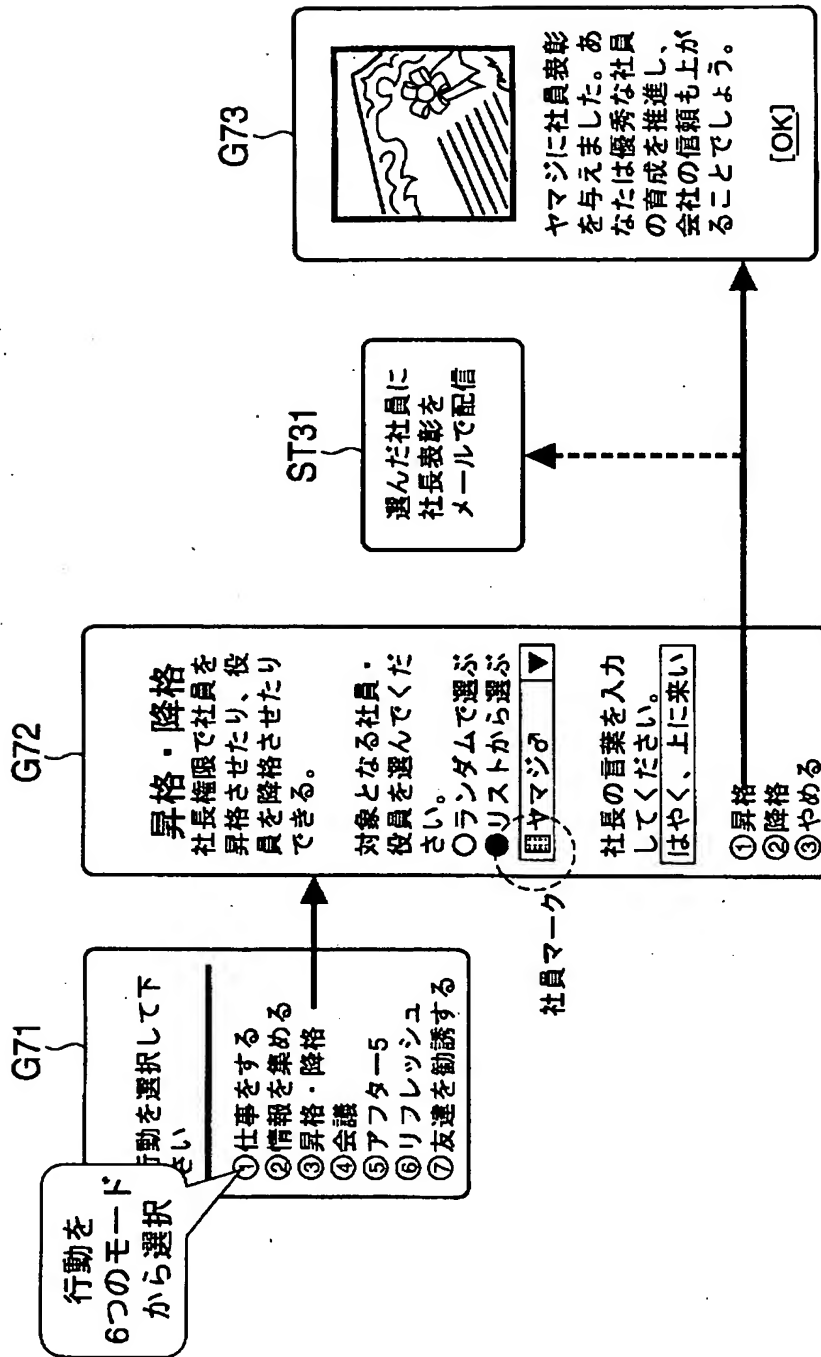 G71
行動を
6つのモード
から選択
行動を選択して下
さい
①仕事をする
②情報を集める
③昇格・降格
④会議
⑤アフター5
⑥リフレッシュ
⑦友達を勧誘する
G72
昇格・降格
社長権限で社員を
昇格させたり、役
員を降格させたり
できる。
対象となる社員・
役員を選んでくだ
さい。
○ランダムで選ぶ
●リストから選ぶ
ヤマジ♂ ▼
社員マーク
社長の言葉を入力
してください。
はやく、上に来い
①昇格
②降格
③やめる
ST31
選んだ社員に
社長表彰を
メールで配信
G73
ヤマジに社員表彰
を与えました。あ
なたは優秀な社員
の育成を推進し、
会社の信頼も上が
ることでしょう。
[OK]